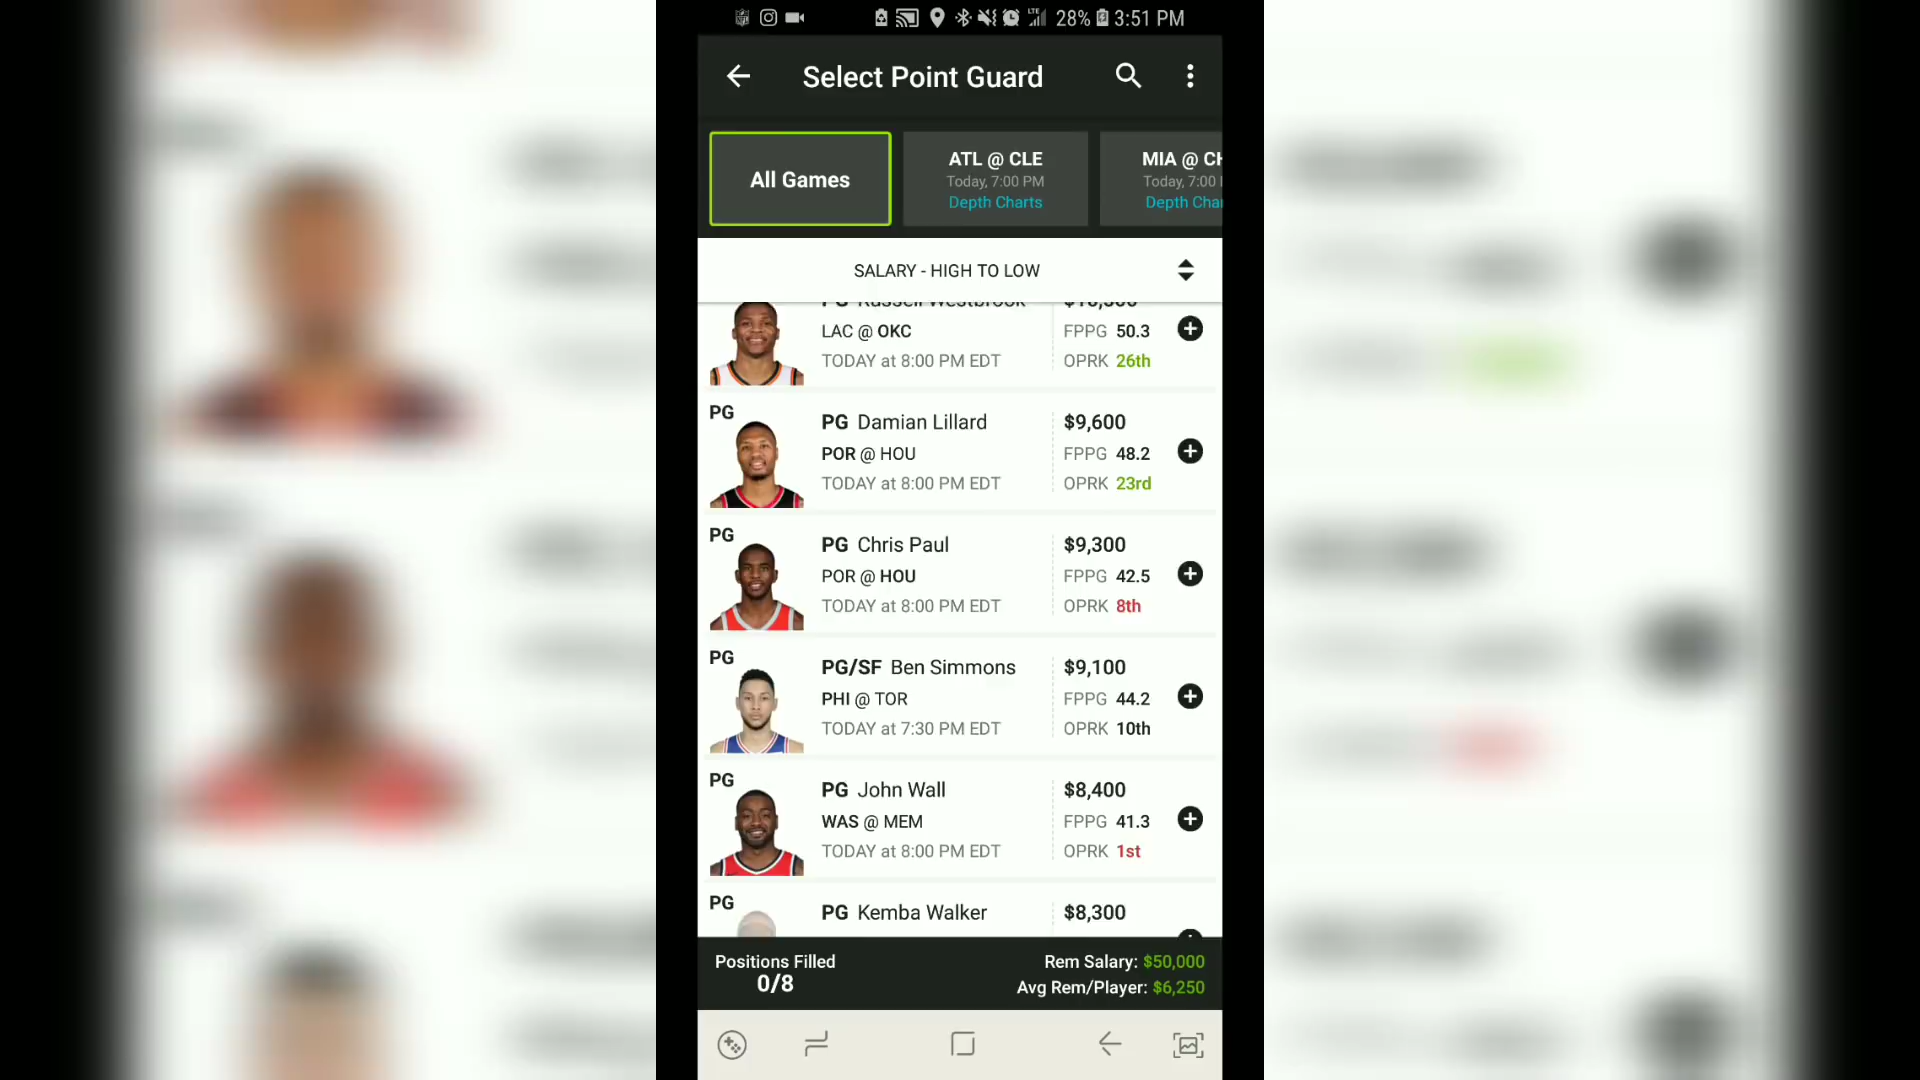 LTE 28% 3:51 PM
Select Point Guard
All Games
ATL @ CLE
Today, 7:00 PM
Depth Charts
MIA @ CH
Today, 7:00
Depth Char
SALARY - HIGH TO LOW
PG Russell Westbrook
LAC @ OKC
FPPG 50.3
TODAY at 8:00 PM EDT
OPRK 26th
PG
PG Damian Lillard
$9,600
POR @ HOU
FPPG 48.2
TODAY at 8:00 PM EDT
OPRK 23rd
PG
PG Chris Paul
$9,300
POR @ HOU
FPPG 42.5
TODAY at 8:00 PM EDT
OPRK 8th
PG
PG/SF Ben Simmons
$9,100
PHI @ TOR
FPPG 44.2
TODAY at 7:30 PM EDT
OPRK 10th
PG
PG John Wall
$8,400
WAS @ MEM
FPPG 41.3
TODAY at 8:00 PM EDT
OPRK 1st
PG
PG Kemba Walker
$8,300
Positions Filled
0/8
Rem Salary: $50,000
Avg Rem/Player: $6,250